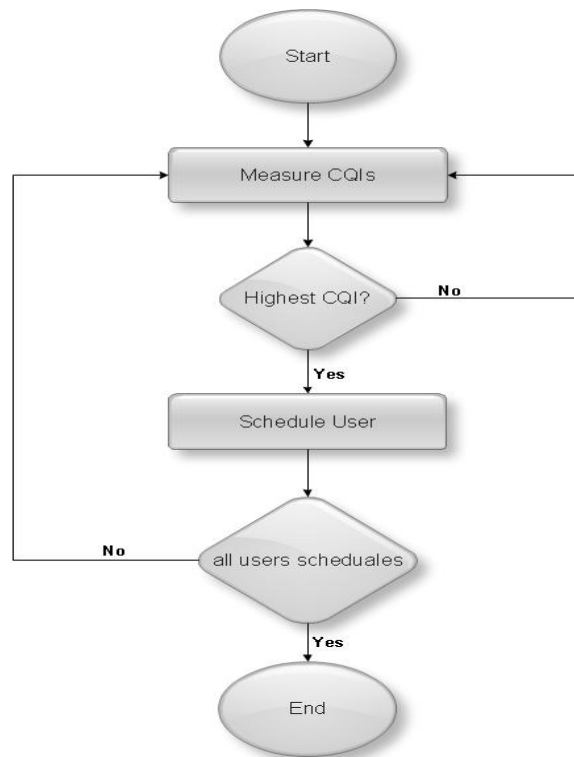 Start
Measure CQIs
Highest CQI?
No
Yes
Schedule User
all users scheduales
No
Yes
End